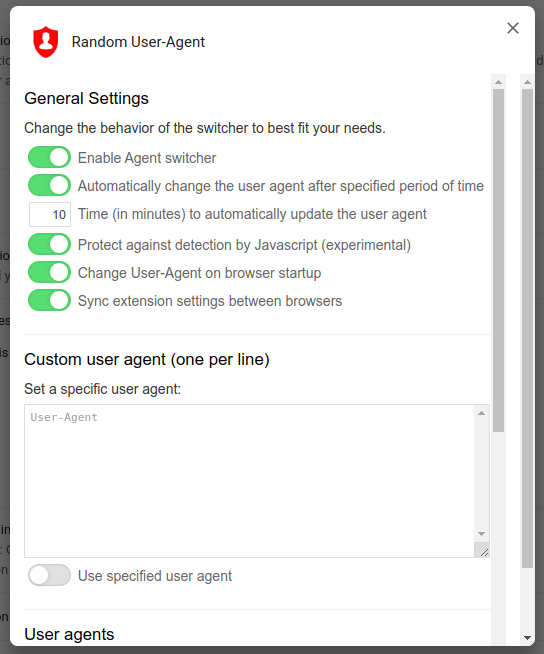 Random User-Agent
General Settings
Change the behavior of the switcher to best fit your needs.
Enable Agent switcher
Automatically change the user agent after specified period of time
10 Time (in minutes) to automatically update the user agent
Protect against detection by Javascript (experimental)
Change User-Agent on browser startup
Sync extension settings between browsers
Custom user agent (one per line)
Set a specific user agent:
User-Agent
Use specified user agent
User agents